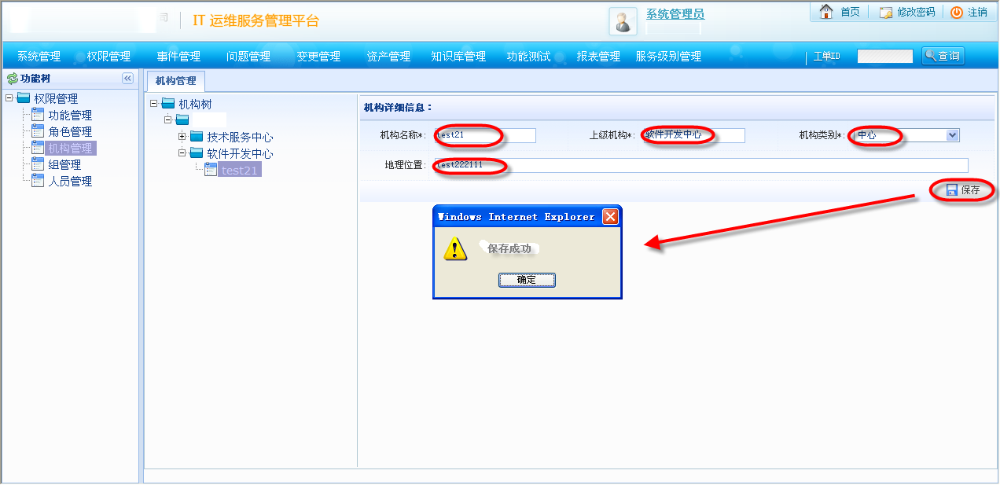 IT 运维服务管理平台
系统管理员
首页 修改密码 注销
系统管理 权限管理 事件管理 问题管理 变更管理 资产管理 知识库管理 功能测试 报表管理 服务级别管理 工单ID 查询
功能树
权限管理
功能管理
角色管理
机构管理
组管理
人员管理
机构管理
机构树
技术服务中心
软件开发中心
test21
机构详细信息：
机构名称*: test21 上级机构*: 软件开发中心 机构类别*: 中心
地理位置: test222111
保存
Windows Internet Explorer
保存成功
确定